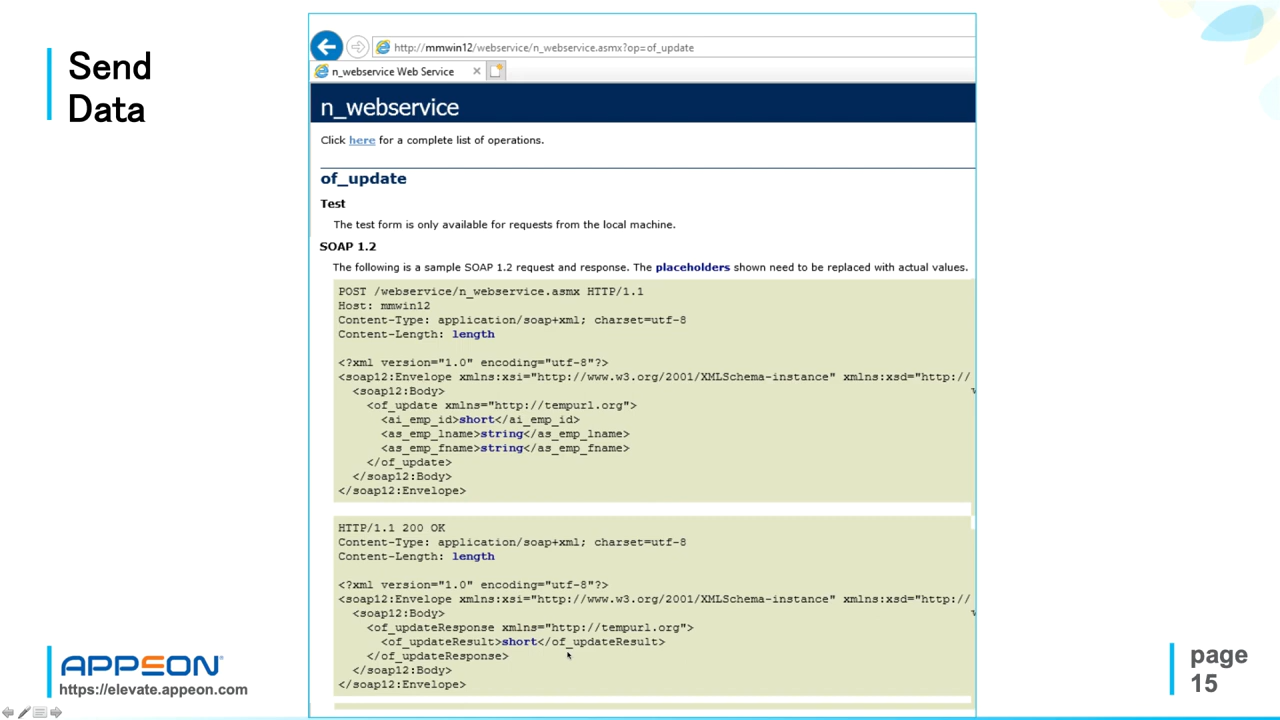 Send
Data
http://mmwin12/webservice/n_webservice.asmx?op=of_update
n_webservice Web Service
n_webservice
Click here for a complete list of operations.
of_update
Test
The test form is only available for requests from the local machine.
SOAP 1.2
The following is a sample SOAP 1.2 request and response. The placeholders shown need to be replaced with actual values.
POST /webservice/n_webservice.asmx HTTP/1.1
Host: mmwin12
Content-Type: application/soap+xml; charset=utf-8
Content-Length: length
<?xml version="1.0" encoding="utf-8"?>
<soap12:Envelope xmlns:xsi="http://www.w3.org/2001/XMLSchema-instance" xmlns:xsd="http://
<soap12:Body>
<of_update xmlns="http://tempurl.org">
<ai_emp_id>short</ai_emp_id>
<as_emp_lname>string</as_emp_lname>
<as_emp_fname>string</as_emp_fname>
</of_update>
</soap12:Body>
</soap12:Envelope>
HTTP/1.1 200 OK
Content-Type: application/soap+xml; charset=utf-8
Content-Length: length
<?xml version="1.0" encoding="utf-8"?>
<soap12:Envelope xmlns:xsi="http://www.w3.org/2001/XMLSchema-instance" xmlns:xsd="http://
<soap12:Body>
<of_updateResponse xmlns="http://tempurl.org">
<of_updateResult>short</of_updateResult>
</of_updateResponse>
</soap12:Body>
</soap12:Envelope>
APPEON®
https://elevate.appeon.com
page
15